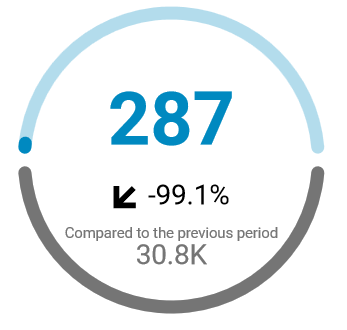 287
-99.1%
Compared to the previous period
30.8K